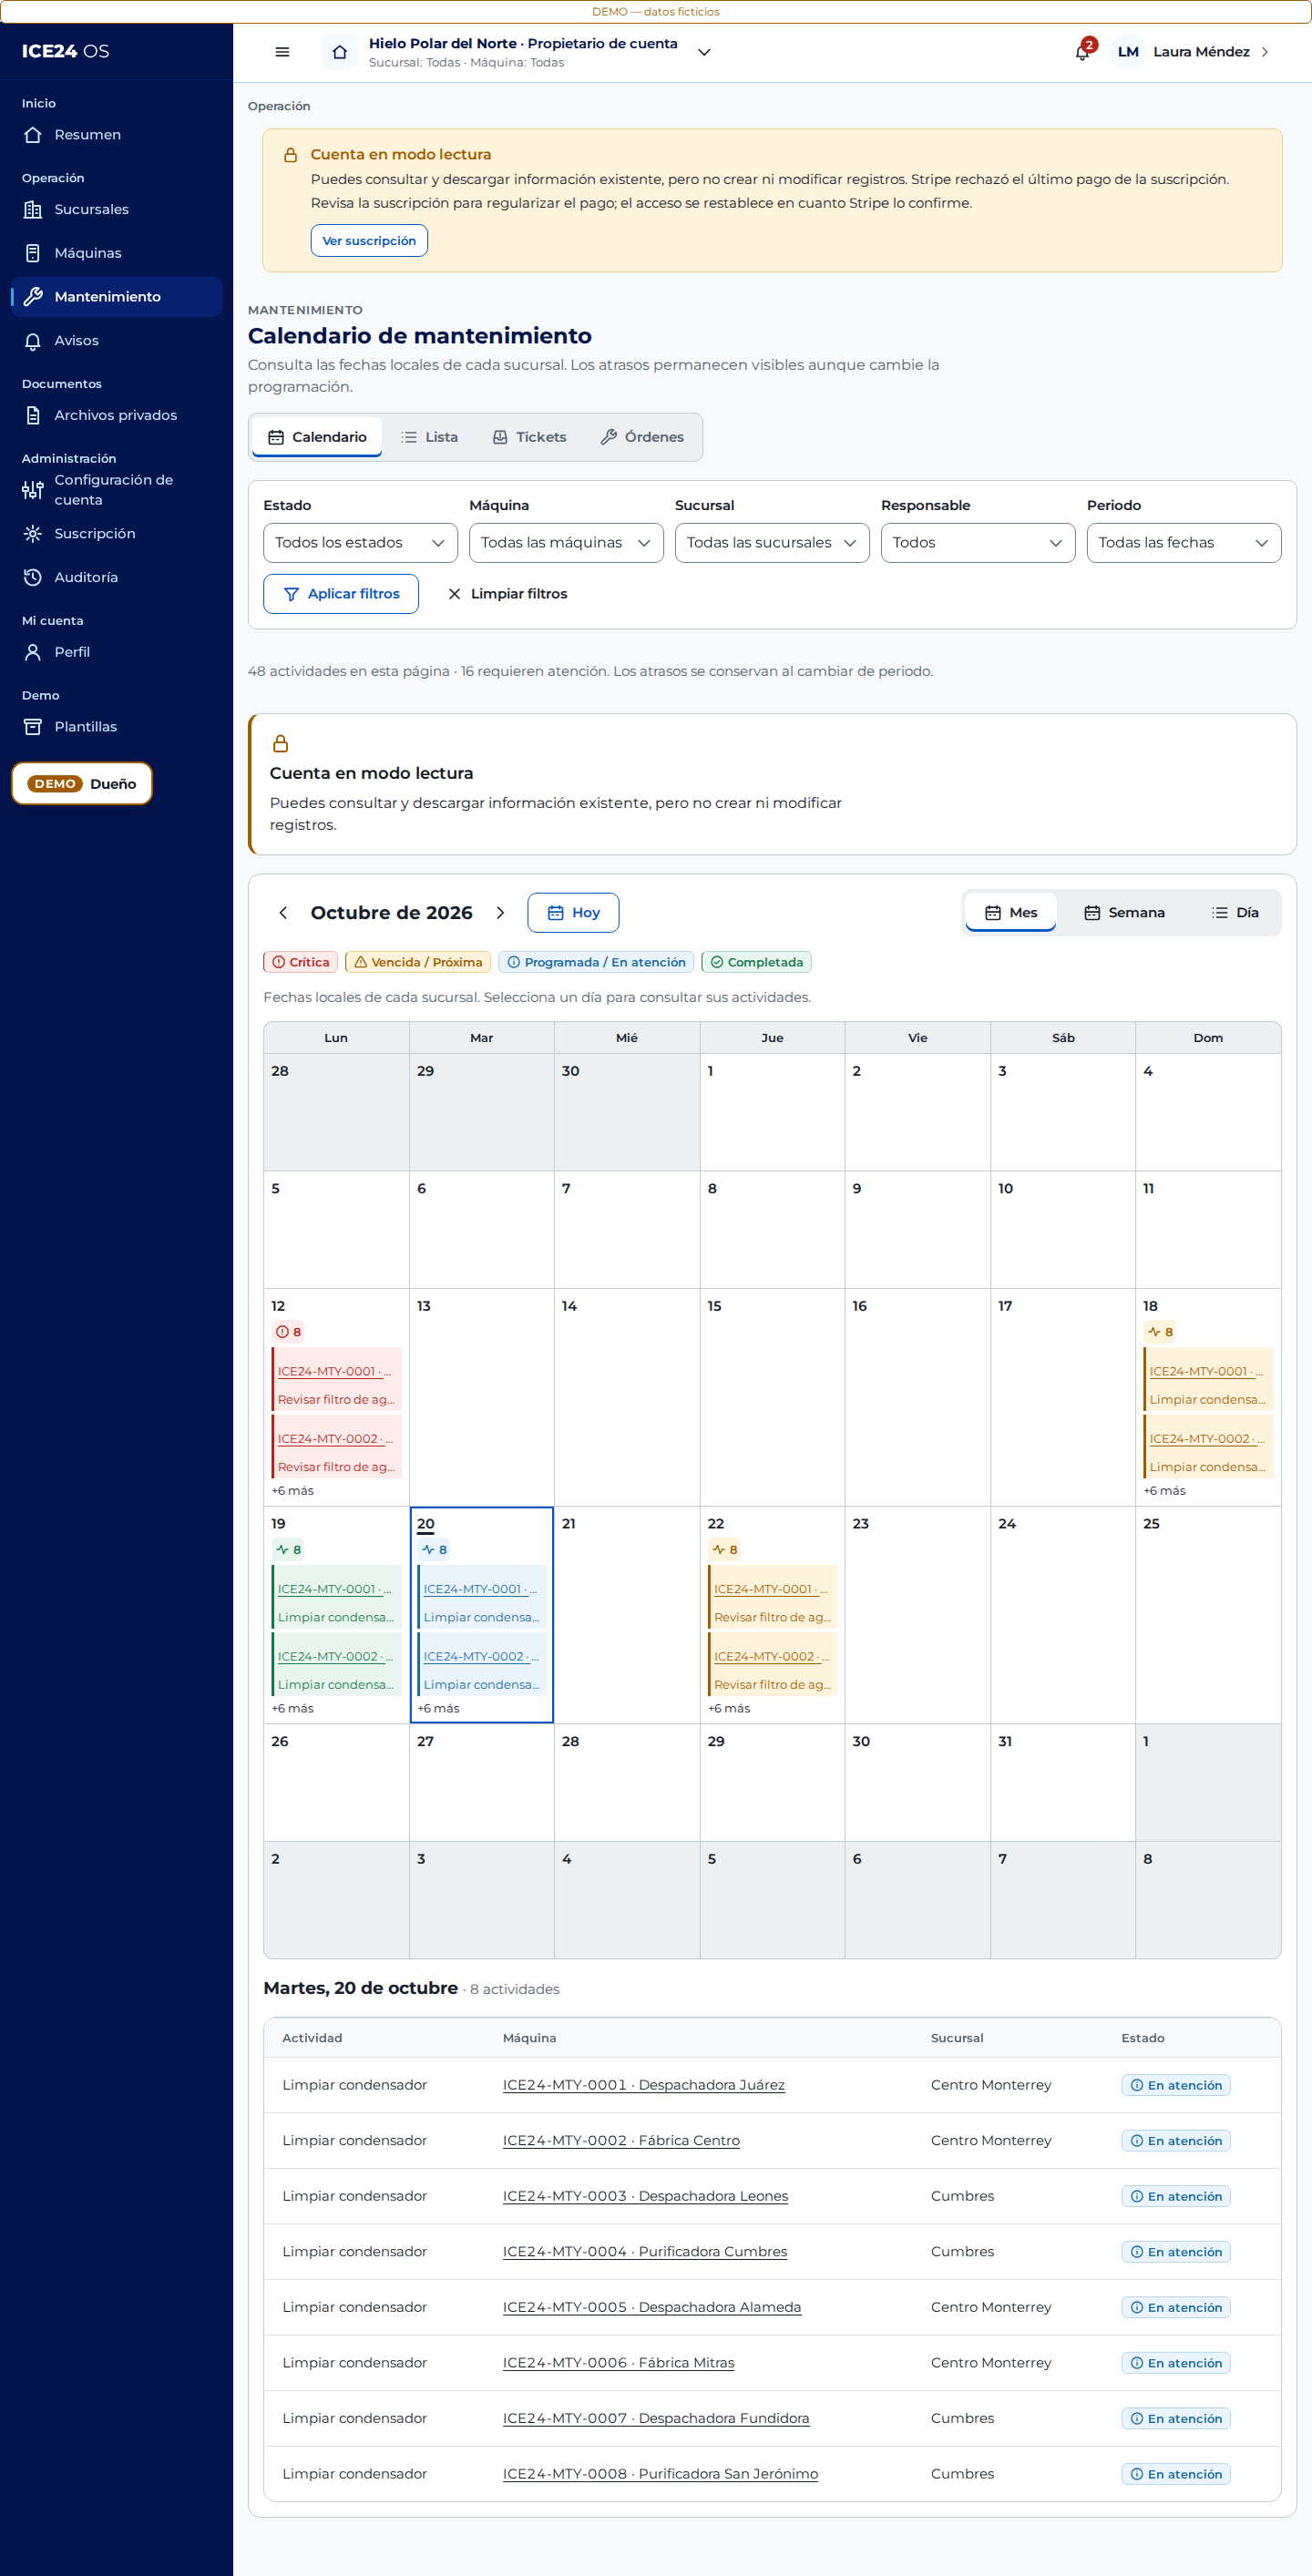 DEMO — datos ficticios
ICE24 OS
Inicio
Resumen
Operación
Sucursales
Máquinas
Mantenimiento
Avisos
Documentos
Archivos privados
Administración
Configuración de
cuenta
Suscripción
Auditoría
Mi cuenta
Perfil
Demo
Plantillas
DEMO Dueño
Hielo Polar del Norte · Propietario de cuenta
Sucursal: Todas · Máquina: Todas
2
LM Laura Méndez
Operación
Cuenta en modo lectura
Puedes consultar y descargar información existente, pero no crear ni modificar registros. Stripe rechazó el último pago de la suscripción.
Revisa la suscripción para regularizar el pago; el acceso se restablece en cuanto Stripe lo confirme.
Ver suscripción
MANTENIMIENTO
Calendario de mantenimiento
Consulta las fechas locales de cada sucursal. Los atrasos permanecen visibles aunque cambie la
programación.
Calendario Lista Tickets Órdenes
Estado Máquina Sucursal Responsable Periodo
Todos los estados Todas las máquinas Todas las sucursales Todos Todas las fechas
Aplicar filtros Limpiar filtros
48 actividades en esta página · 16 requieren atención. Los atrasos se conservan al cambiar de periodo.
Cuenta en modo lectura
Puedes consultar y descargar información existente, pero no crear ni modificar
registros.
Octubre de 2026 Hoy Mes Semana Día
Crítica Vencida / Próxima Programada / En atención Completada
Fechas locales de cada sucursal. Selecciona un día para consultar sus actividades.
Lun Mar Mié Jue Vie Sáb Dom
28 29 30 1 2 3 4
5 6 7 8 9 10 11
12 13 14 15 16 17 18
8 8
ICE24-MTY-0001 · ... ICE24-MTY-0001 · ...
Revisar filtro de ag... Limpiar condensa...
ICE24-MTY-0002 · ... ICE24-MTY-0002 · ...
Revisar filtro de ag... Limpiar condensa...
+6 más +6 más
19 20 21 22 23 24 25
8 8 8
ICE24-MTY-0001 · ... ICE24-MTY-0001 · ... ICE24-MTY-0001 · ...
Limpiar condensa... Limpiar condensa... Revisar filtro de ag...
ICE24-MTY-0002 · ... ICE24-MTY-0002 · ... ICE24-MTY-0002 · ...
Limpiar condensa... Limpiar condensa... Revisar filtro de ag...
+6 más +6 más +6 más
26 27 28 29 30 31 1
2 3 4 5 6 7 8
Martes, 20 de octubre · 8 actividades
Actividad Máquina Sucursal Estado
Limpiar condensador ICE24-MTY-0001 · Despachadora Juárez Centro Monterrey En atención
Limpiar condensador ICE24-MTY-0002 · Fábrica Centro Centro Monterrey En atención
Limpiar condensador ICE24-MTY-0003 · Despachadora Leones Cumbres En atención
Limpiar condensador ICE24-MTY-0004 · Purificadora Cumbres Cumbres En atención
Limpiar condensador ICE24-MTY-0005 · Despachadora Alameda Centro Monterrey En atención
Limpiar condensador ICE24-MTY-0006 · Fábrica Mitras Centro Monterrey En atención
Limpiar condensador ICE24-MTY-0007 · Despachadora Fundidora Cumbres En atención
Limpiar condensador ICE24-MTY-0008 · Purificadora San Jerónimo Cumbres En atención